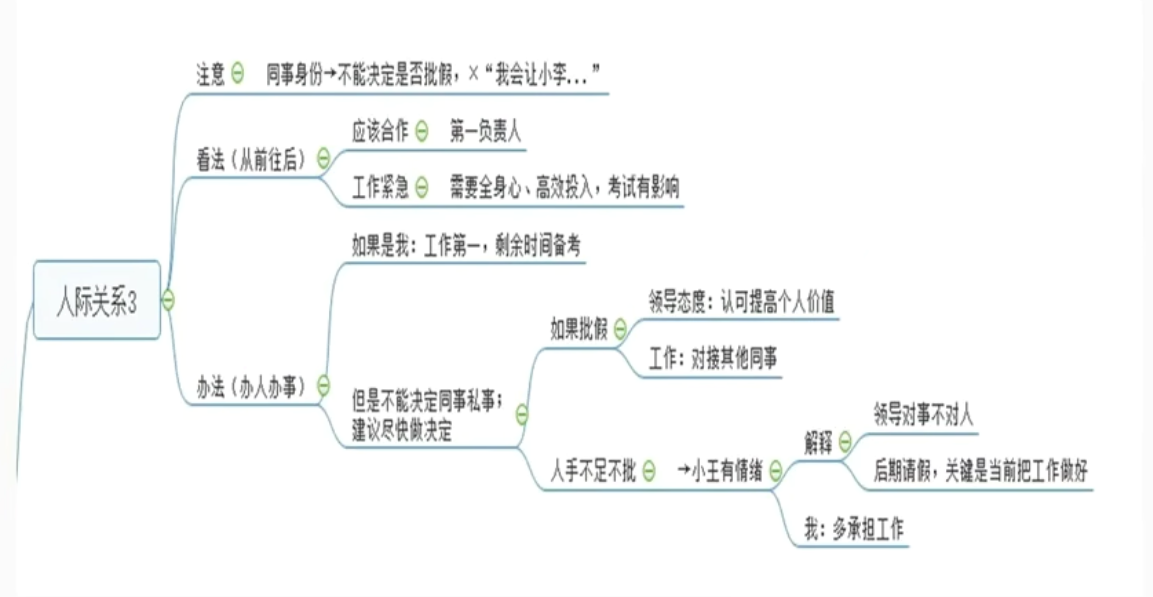 注意
同事身份→不能决定是否批假，×“我会让小李...”
应该合作
第一负责人
看法（从前往后）
工作紧急
需要全身心、高效投入，考试有影响
如果是我：工作第一，剩余时间备考
人际关系3
领导态度：认可提高个人价值
如果批假
工作：对接其他同事
办法（办人办事）
但是不能决定同事私事；
建议尽快做决定
领导对事不对人
解释
人手不足不批
→小王有情绪
后期请假，关键是当前把工作做好
我：多承担工作